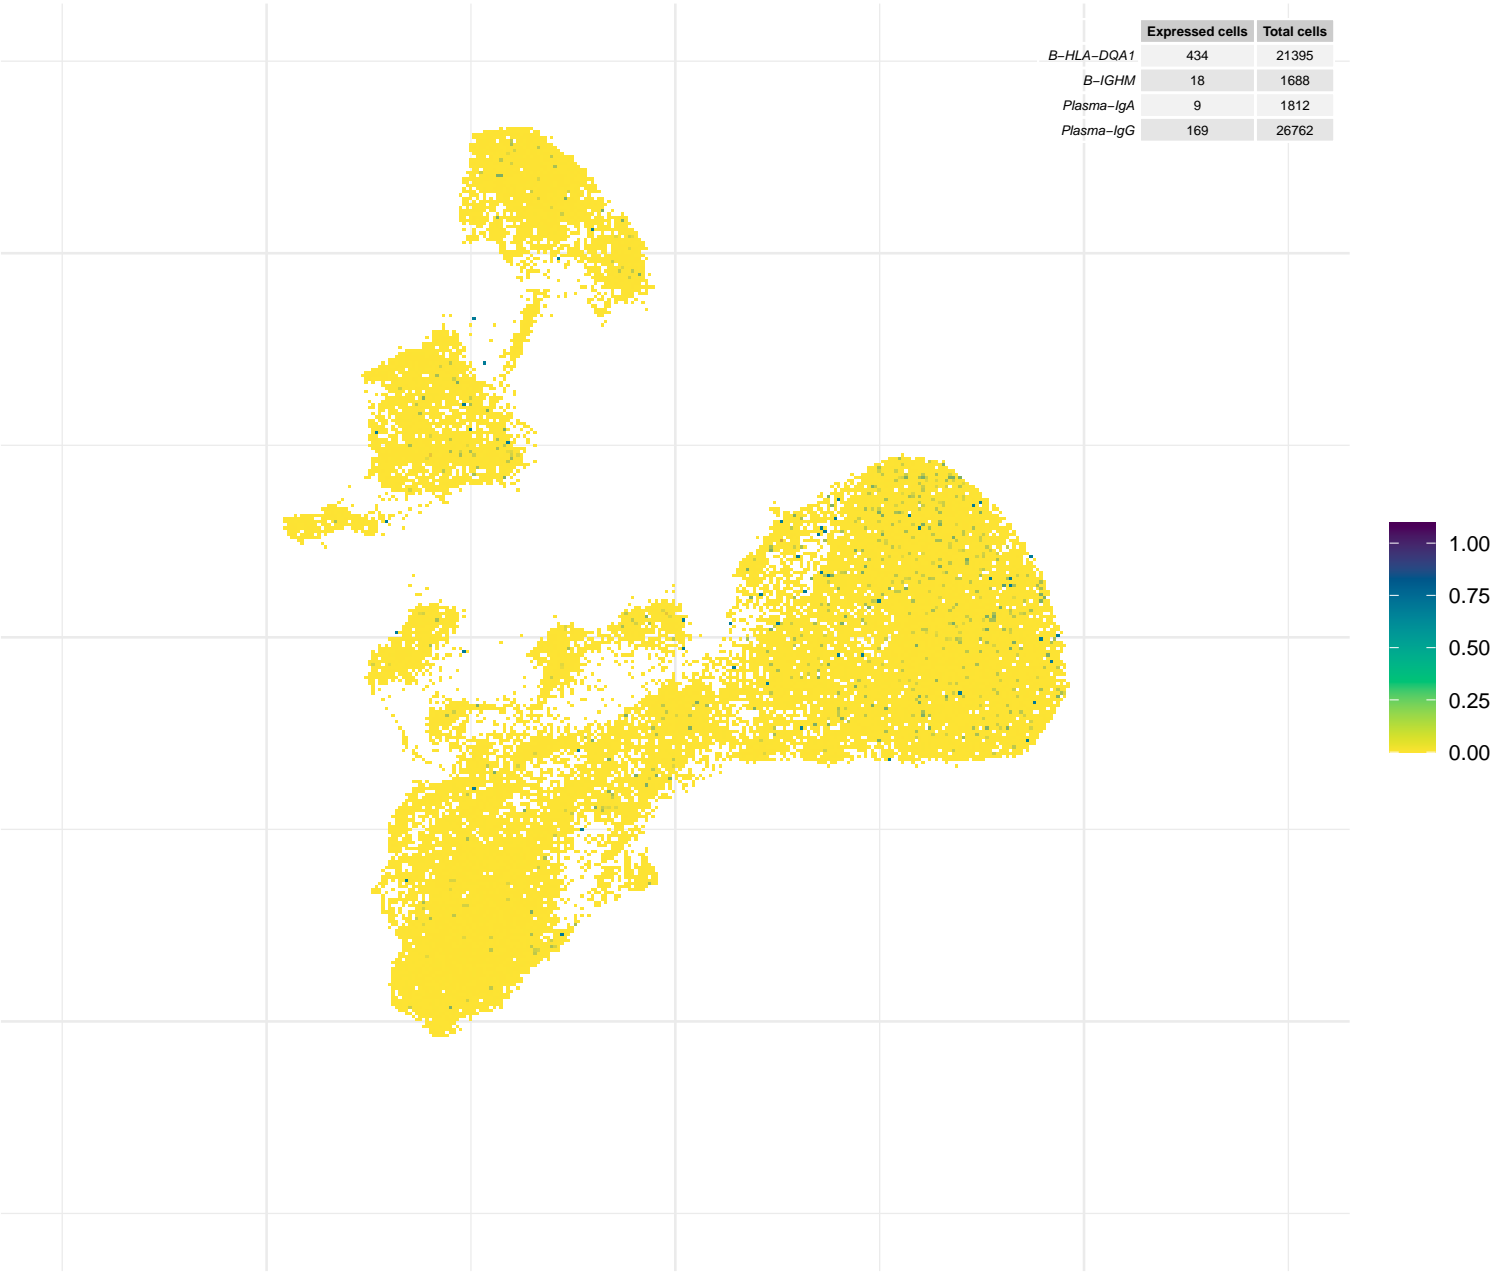 Expressed cells Total cells
B−HLA−DQA1 434 21395
B−IGHM 18 1688
Plasma−IgA 9 1812
Plasma−IgG 169 26762
1.00
0.75
0.50
0.25
0.00